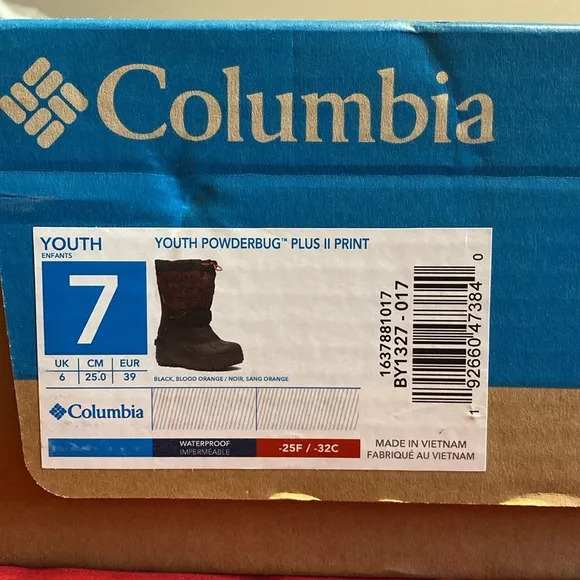 Columbia
YOUTH
ENFANTS
7
UK CM EUR
6 25.0 39
YOUTH POWDERBUG™ PLUS II PRINT
BLACK, BLOOD ORANGE / NOIR, SANG ORANGE
1637881017
BY1327 - 017
1 92660 47384 0
Columbia
WATERPROOF
IMPERMÉABLE
-25F / -32C
MADE IN VIETNAM
FABRIQUÉ AU VIETNAM